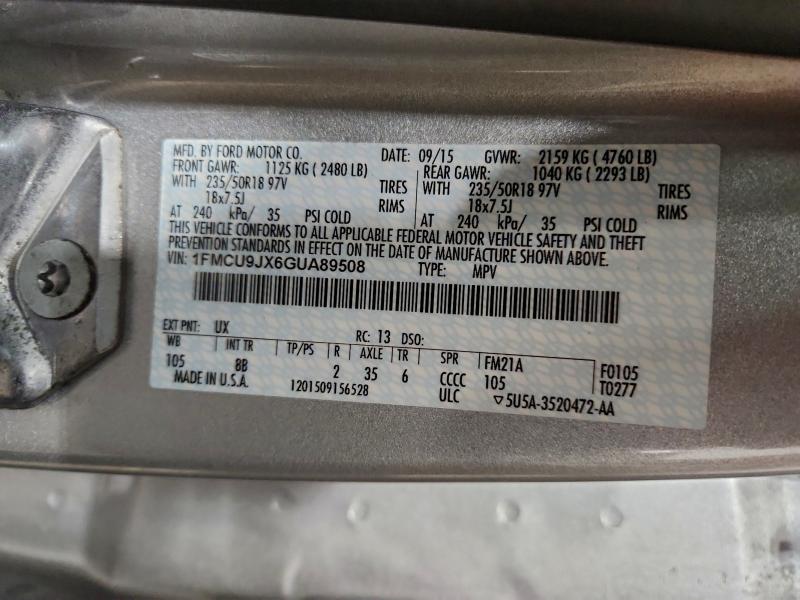 MFD. BY FORD MOTOR CO. DATE: 09/15 GVWR: 2159 KG ( 4760 LB)
FRONT GAWR: 1125 KG ( 2480 LB) REAR GAWR: 1040 KG ( 2293 LB)
WITH 235/50R18 97V TIRES WITH 235/50R18 97V TIRES
18x7.5J RIMS 18x7.5J RIMS
AT 240 kPa/ 35 PSI COLD AT 240 kPa/ 35 PSI COLD
THIS VEHICLE CONFORMS TO ALL APPLICABLE FEDERAL MOTOR VEHICLE SAFETY AND THEFT
PREVENTION STANDARDS IN EFFECT ON THE DATE OF MANUFACTURE SHOWN ABOVE.
VIN: 1FMCU9JX6GUA89508 TYPE: MPV
EXT PNT: UX RC: 13 DSO:
WB INT TR TP/PS R AXLE TR SPR FM21A F0105
105 8B 2 35 6 CCCC 105 T0277
MADE IN U.S.A. 1201509156528 ULC ▽5U5A-3520472-AA